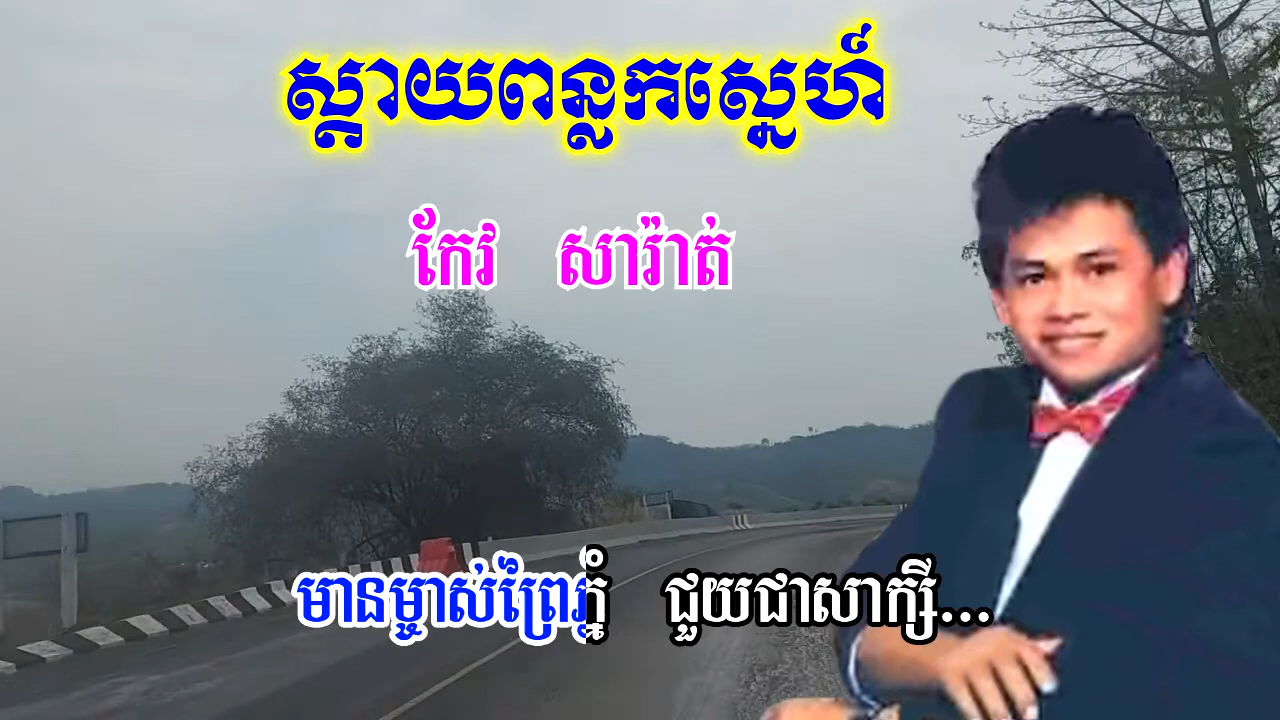 ស្ដាយពន្លកស្នេហ៍
កែវ សារ៉ាត់
មានម្ចាស់ព្រៃភ្នំ ជួយជាសាក្សី...